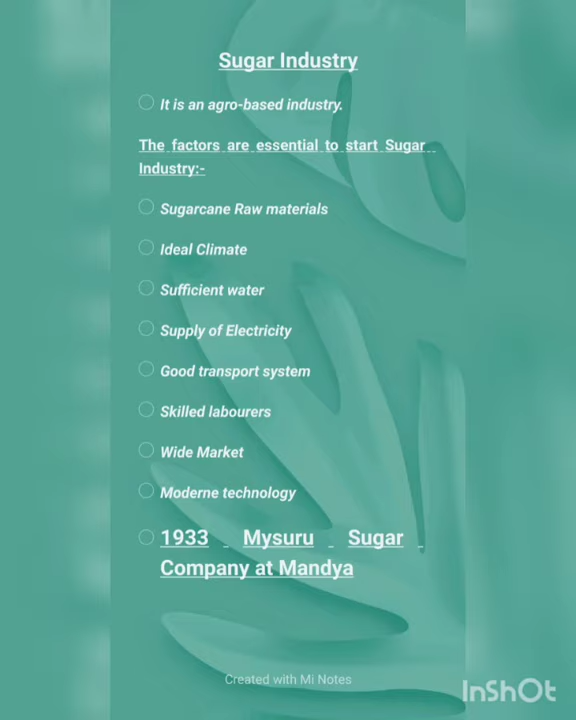 Sugar Industry
It is an agro-based industry.
The factors are essential to start Sugar
Industry:-
Sugarcane Raw materials
Ideal Climate
Sufficient water
Supply of Electricity
Good transport system
Skilled labourers
Wide Market
Moderne technology
1933 Mysuru Sugar
Company at Mandya
Created with Mi Notes
InShOt